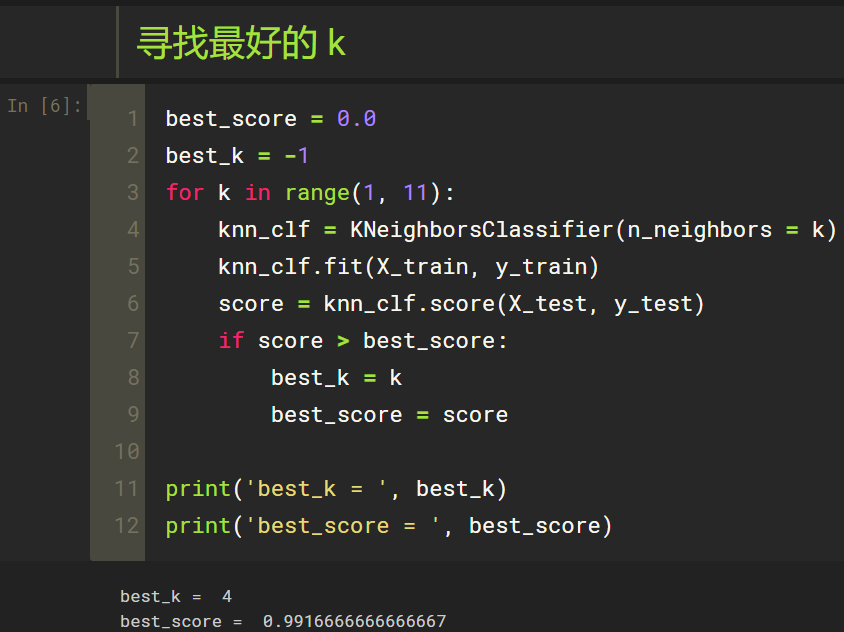 寻找最好的 k
In [6]:
1 best_score = 0.0
2 best_k = -1
3 for k in range(1, 11):
4     knn_clf = KNeighborsClassifier(n_neighbors = k)
5     knn_clf.fit(X_train, y_train)
6     score = knn_clf.score(X_test, y_test)
7     if score > best_score:
8         best_k = k
9         best_score = score
10
11 print('best_k = ', best_k)
12 print('best_score = ', best_score)
best_k =  4
best_score =  0.9916666666666667